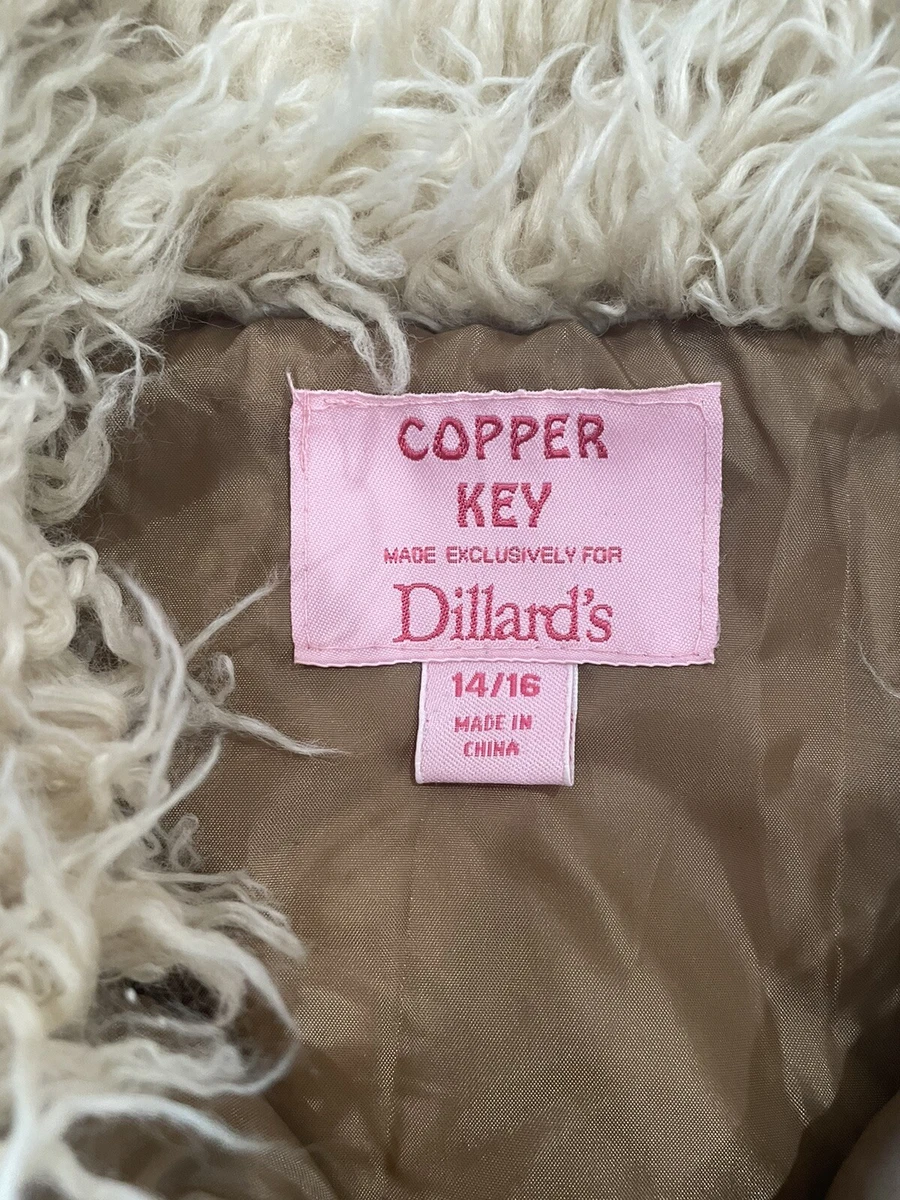 COPPER
KEY
MADE EXCLUSIVELY FOR
Dillard's
14/16
MADE IN
CHINA